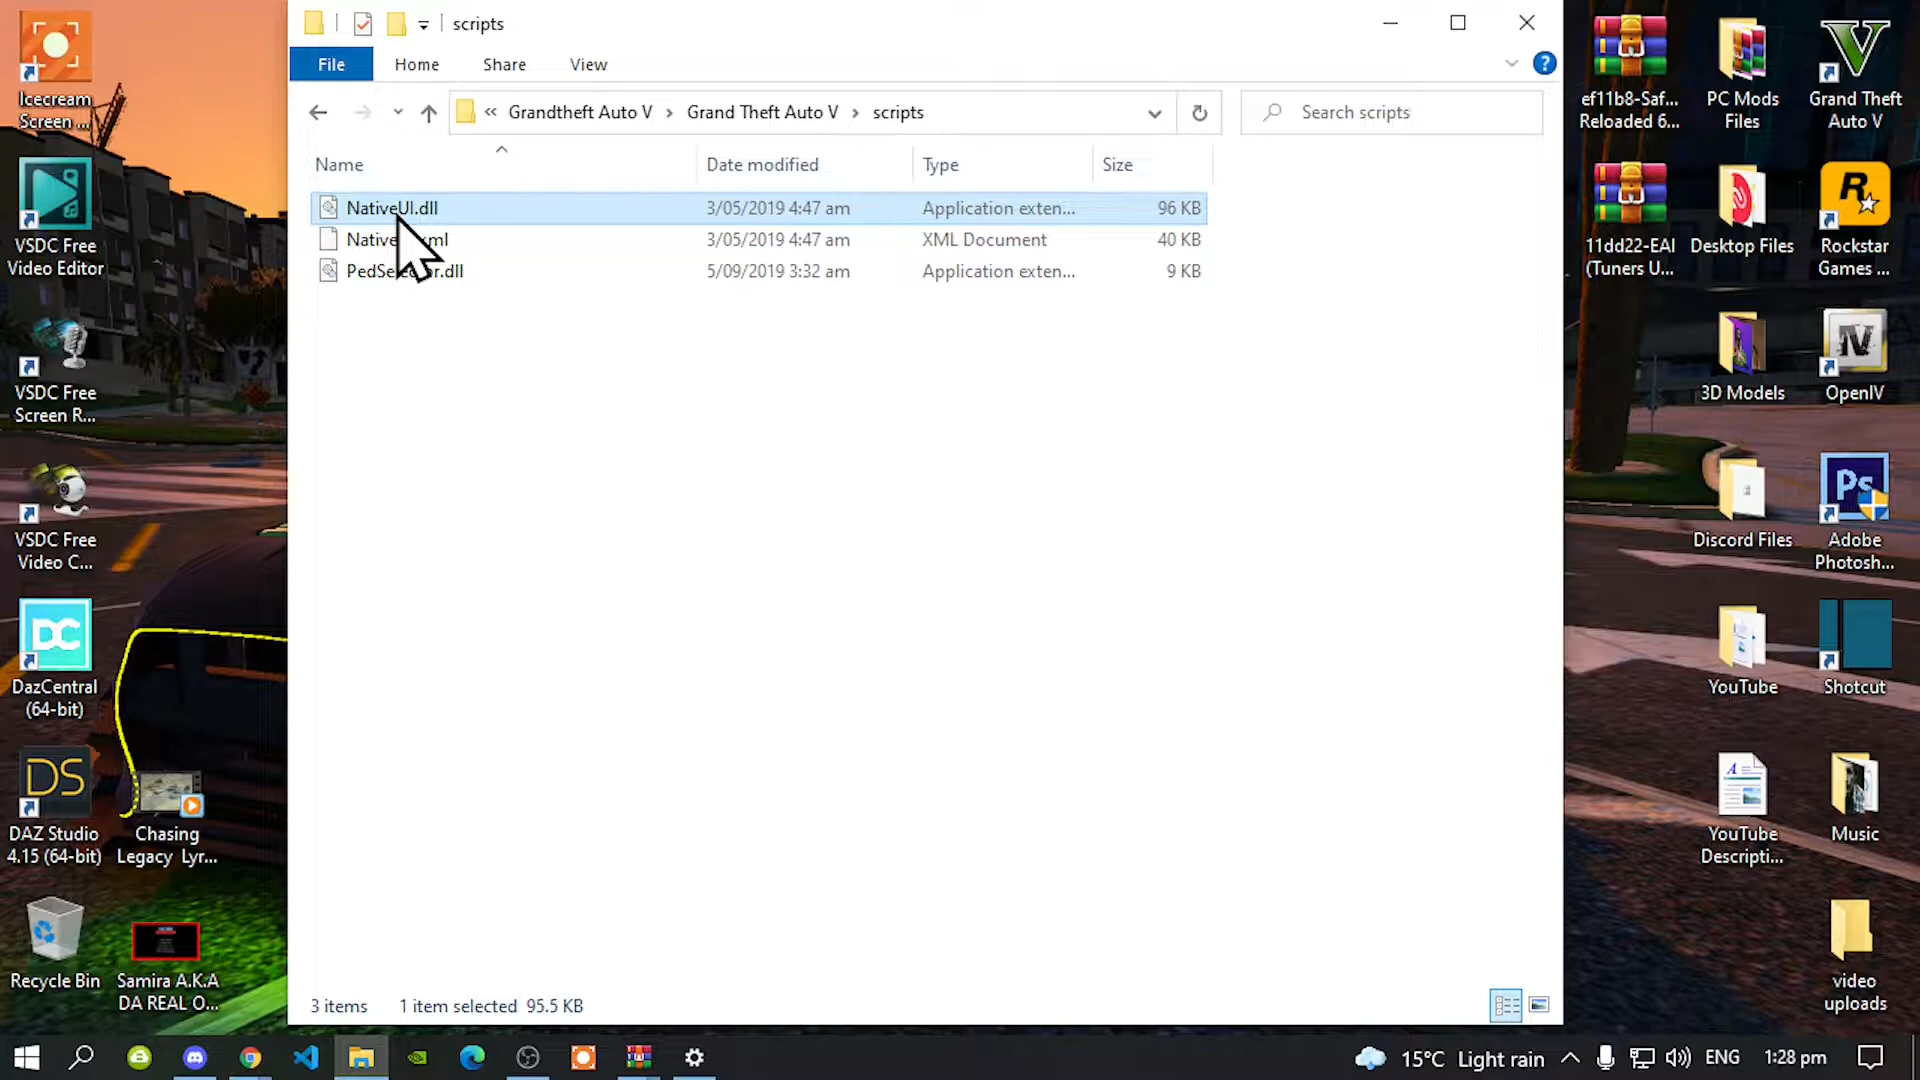 scripts
File
Home
Share
View
«
Grandtheft Auto V
Grand Theft Auto V
scripts
Search scripts
Name
Date modified
Type
Size
NativeUI.dll
3/05/2019 4:47 am
Application exten...
96 KB
3/05/2019 4:47 am
XML Document
40 KB
5/09/2019 3:32 am
Application exten...
9 KB
3 items
1 item selected 95.5 KB
Icecream
Screen ...
VSDC Free
Video Editor
VSDC Free
Screen R...
VSDC Free
Video C...
DC
DazCentral
(64-bit)
DS
DAZ Studio
4.15 (64-bit)
Chasing
Legacy Lyr...
Recycle Bin
Samira A.K.A
DA REAL O...
ef11b8-Saf...
Reloaded 6...
PC Mods
Files
Grand Theft
Auto V
11dd22-EAI
(Tuners U...
Desktop Files
Rockstar
Games ...
3D Models
OpenIV
Discord Files
Ps
Adobe
Photosh...
YouTube
Shotcut
YouTube
Descripti...
Music
video
uploads
15°C Light rain
ENG
1:28 pm